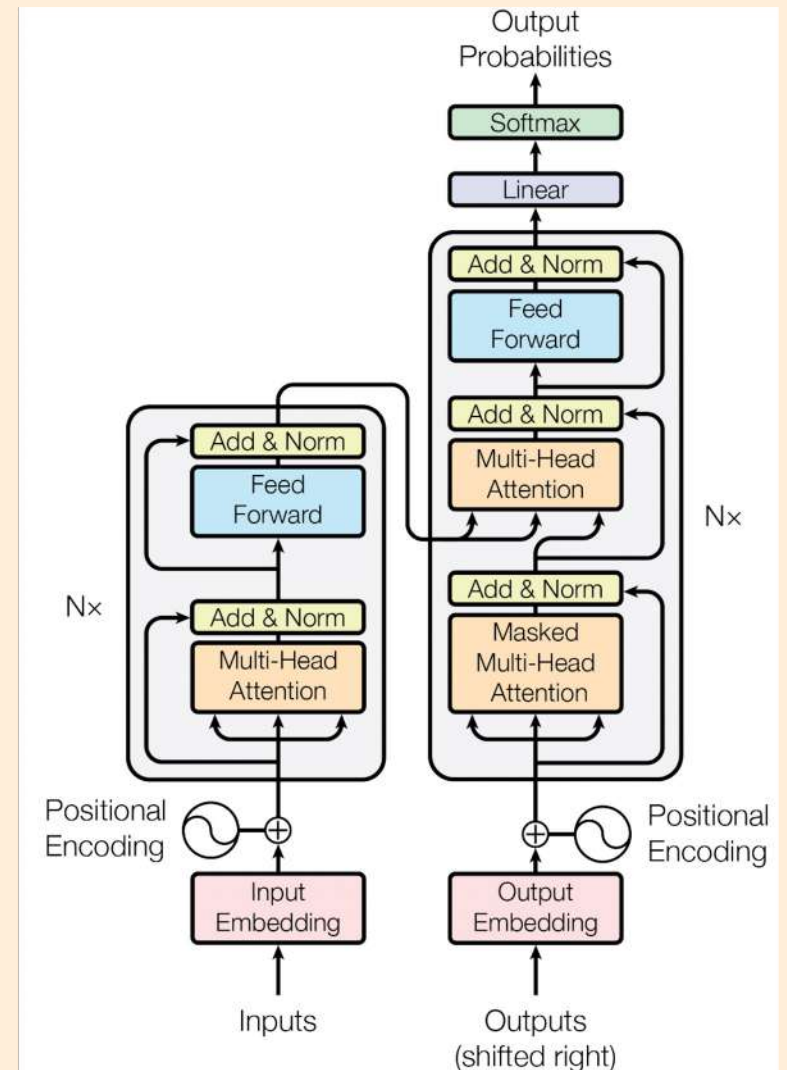 Output
Probabilities
Softmax
Linear
Add & Norm
Feed
Forward
Add & Norm
Multi-Head
Attention
Nx
Add & Norm
Masked
Multi-Head
Attention
Positional
Encoding
Output
Embedding
Outputs
(shifted right)
Add & Norm
Feed
Forward
Nx
Add & Norm
Multi-Head
Attention
Positional
Encoding
Input
Embedding
Inputs